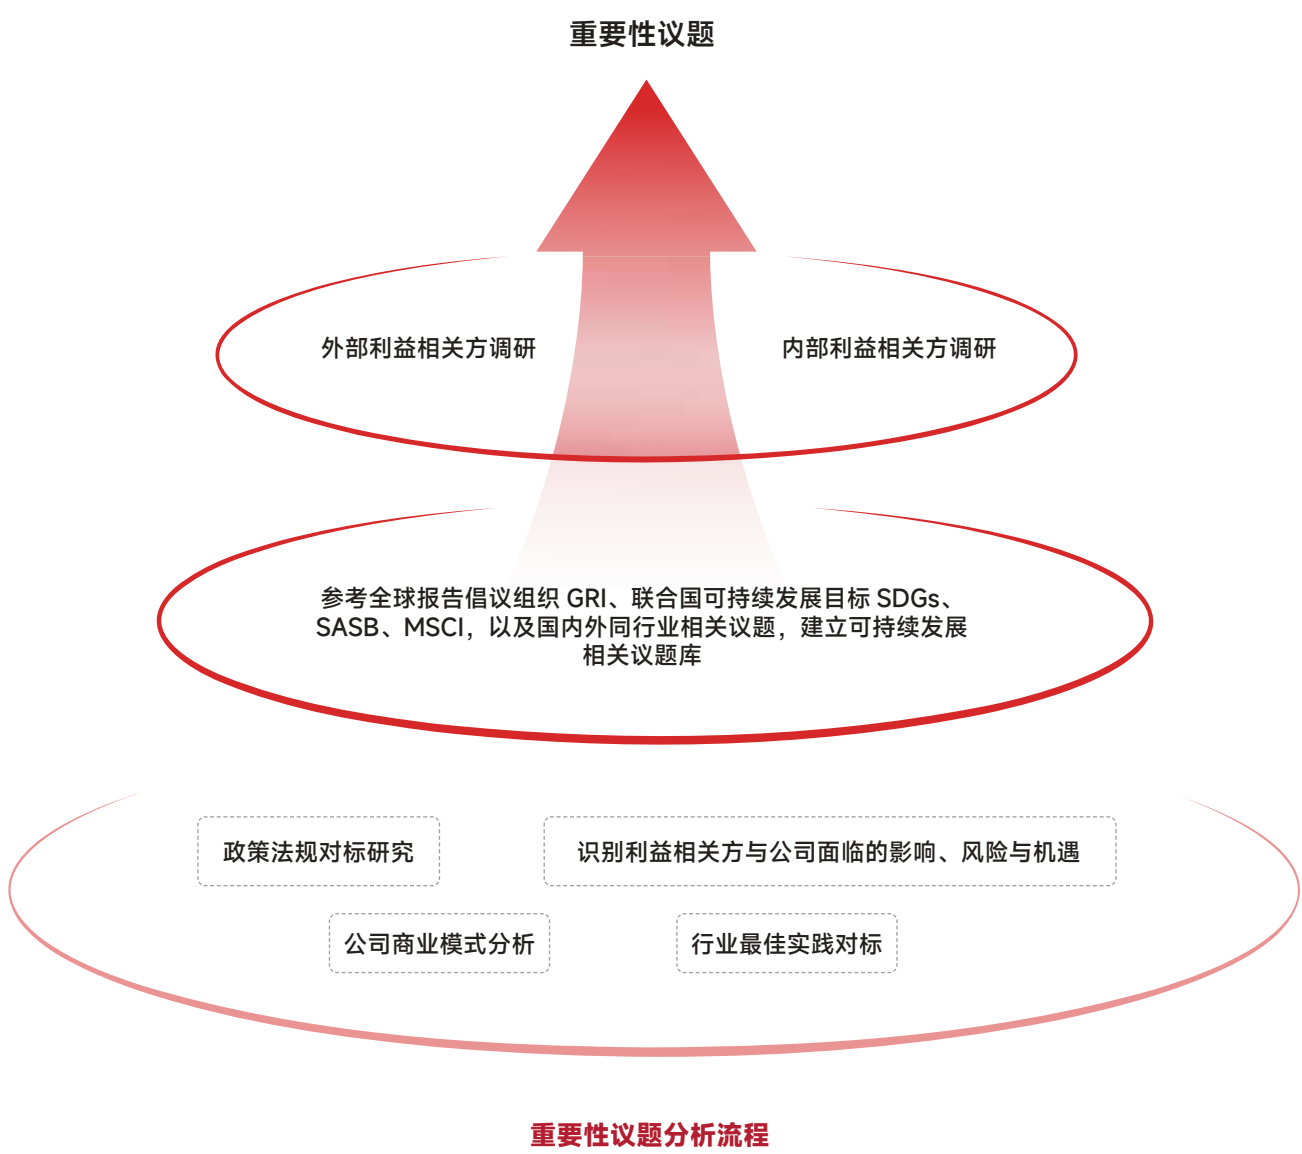 重要性议题
外部利益相关方调研
内部利益相关方调研
参考全球报告倡议组织 GRI、联合国可持续发展目标 SDGs、
SASB、MSCI，以及国内外同行业相关议题，建立可持续发展
相关议题库
政策法规对标研究
识别利益相关方与公司面临的影响、风险与机遇
公司商业模式分析
行业最佳实践对标
重要性议题分析流程